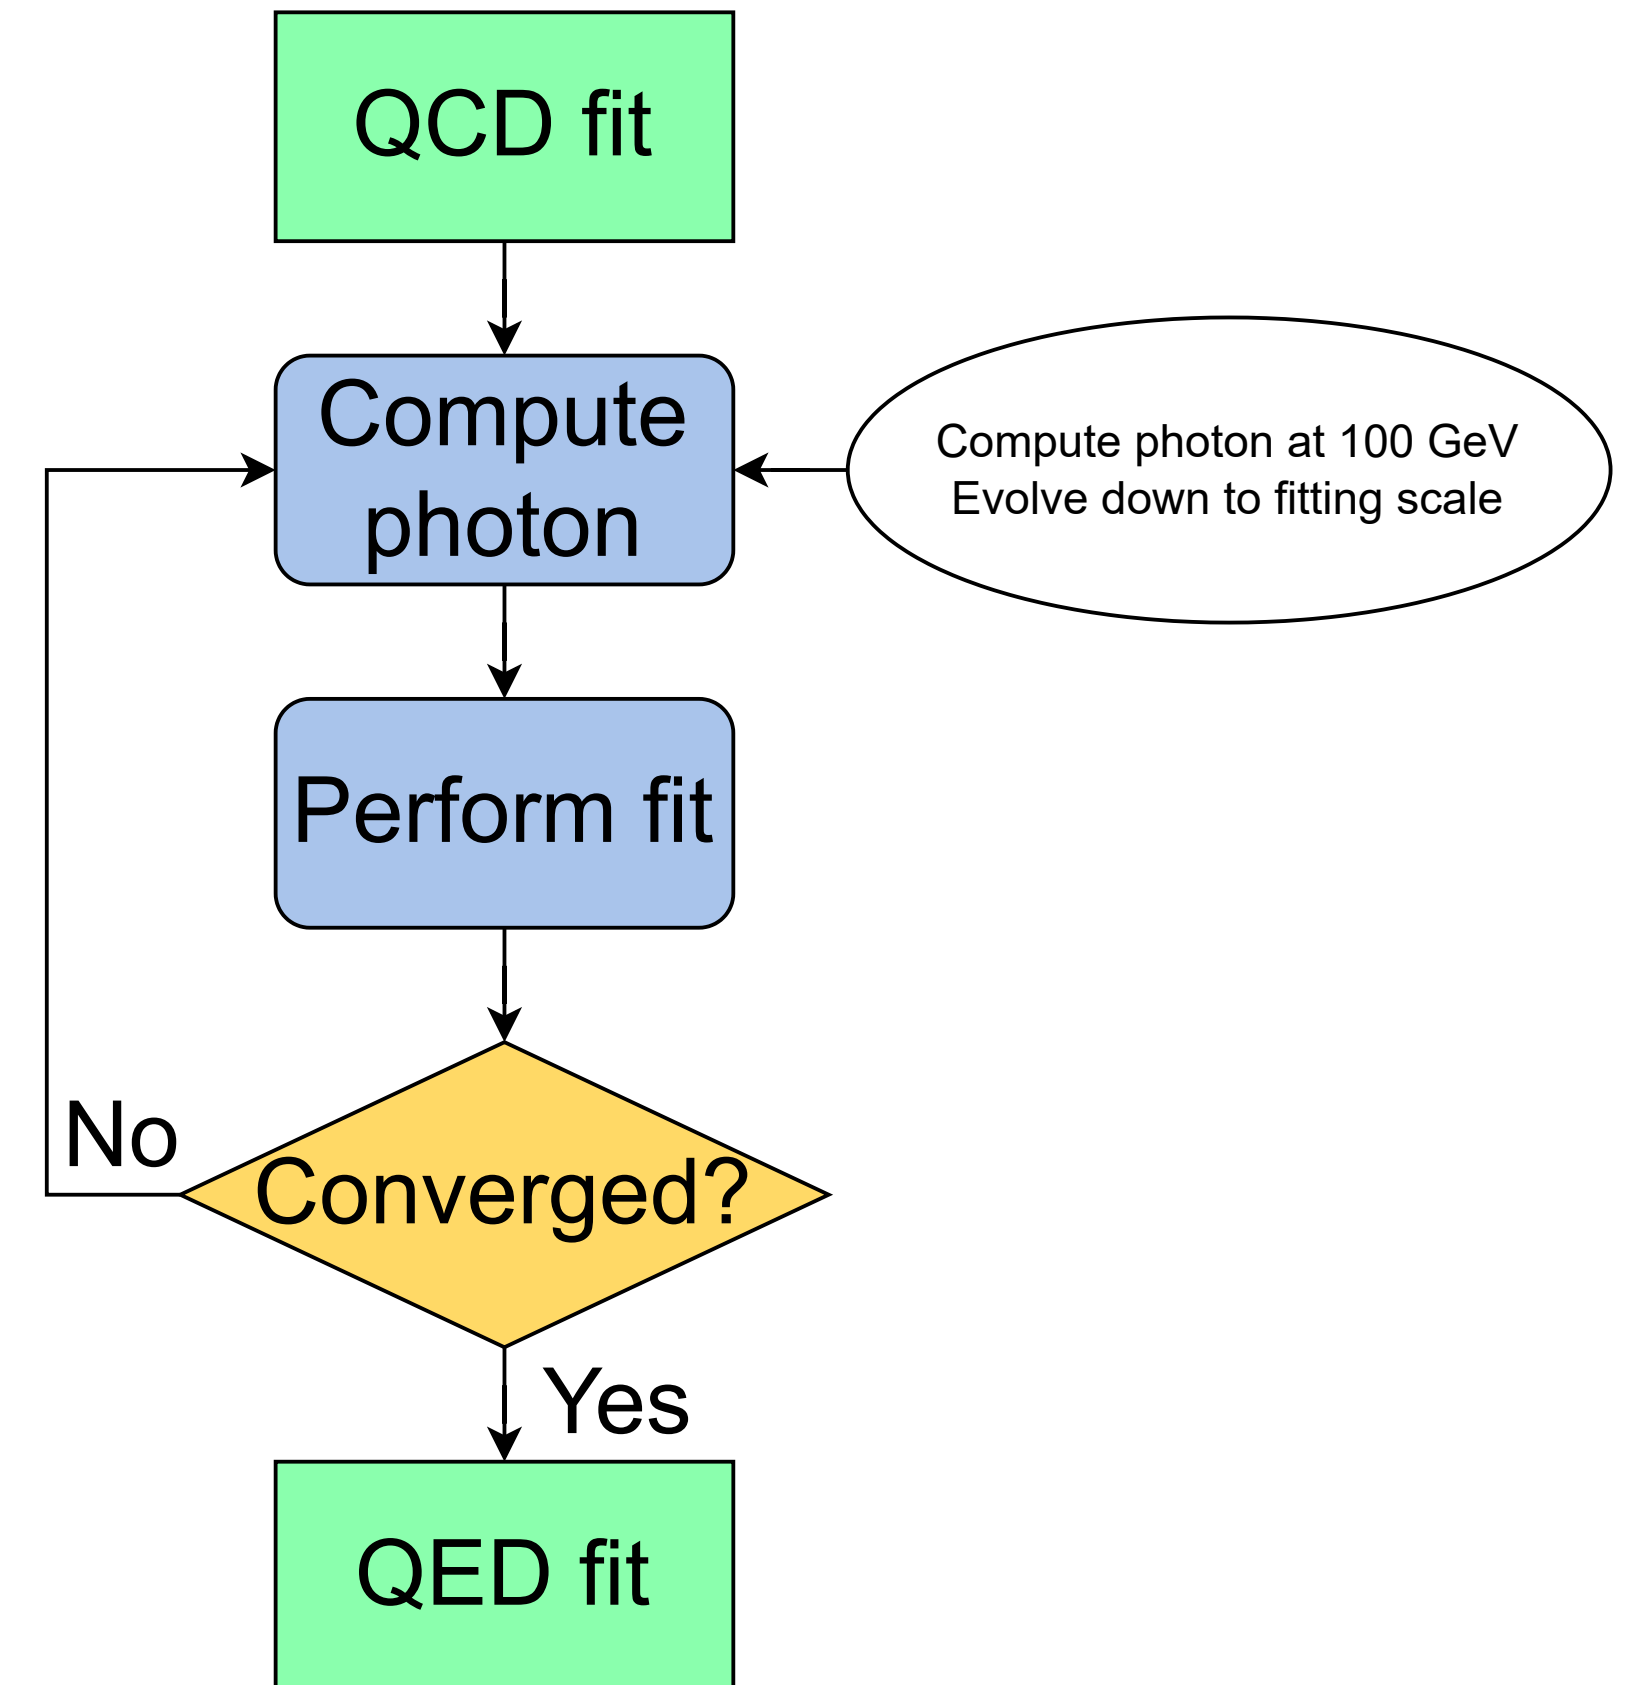 QCD fit
Compute
photon
Compute photon at 100 GeV
Evolve down to fitting scale
Perform fit
No
Converged?
Yes
QED fit